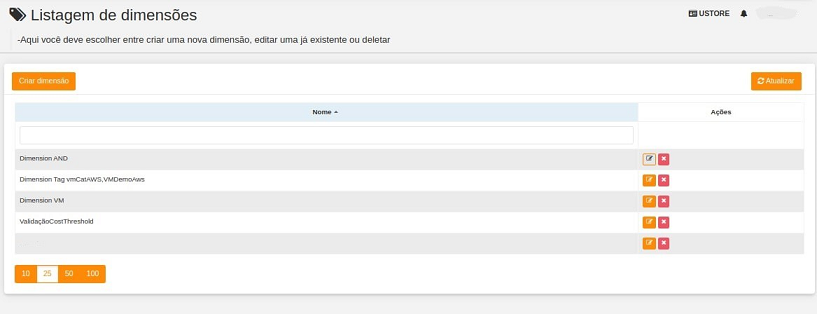 Listagem de dimensões
USTORE
-Aqui você deve escolher entre criar uma nova dimensão, editar uma já existente ou deletar
Criar dimensão
Atualizar
Nome
Ações
Dimension AND
Dimension Tag vmCatAWS,VMDemoAws
Dimension VM
ValidaçãoCostThreshold
10 25 50 100